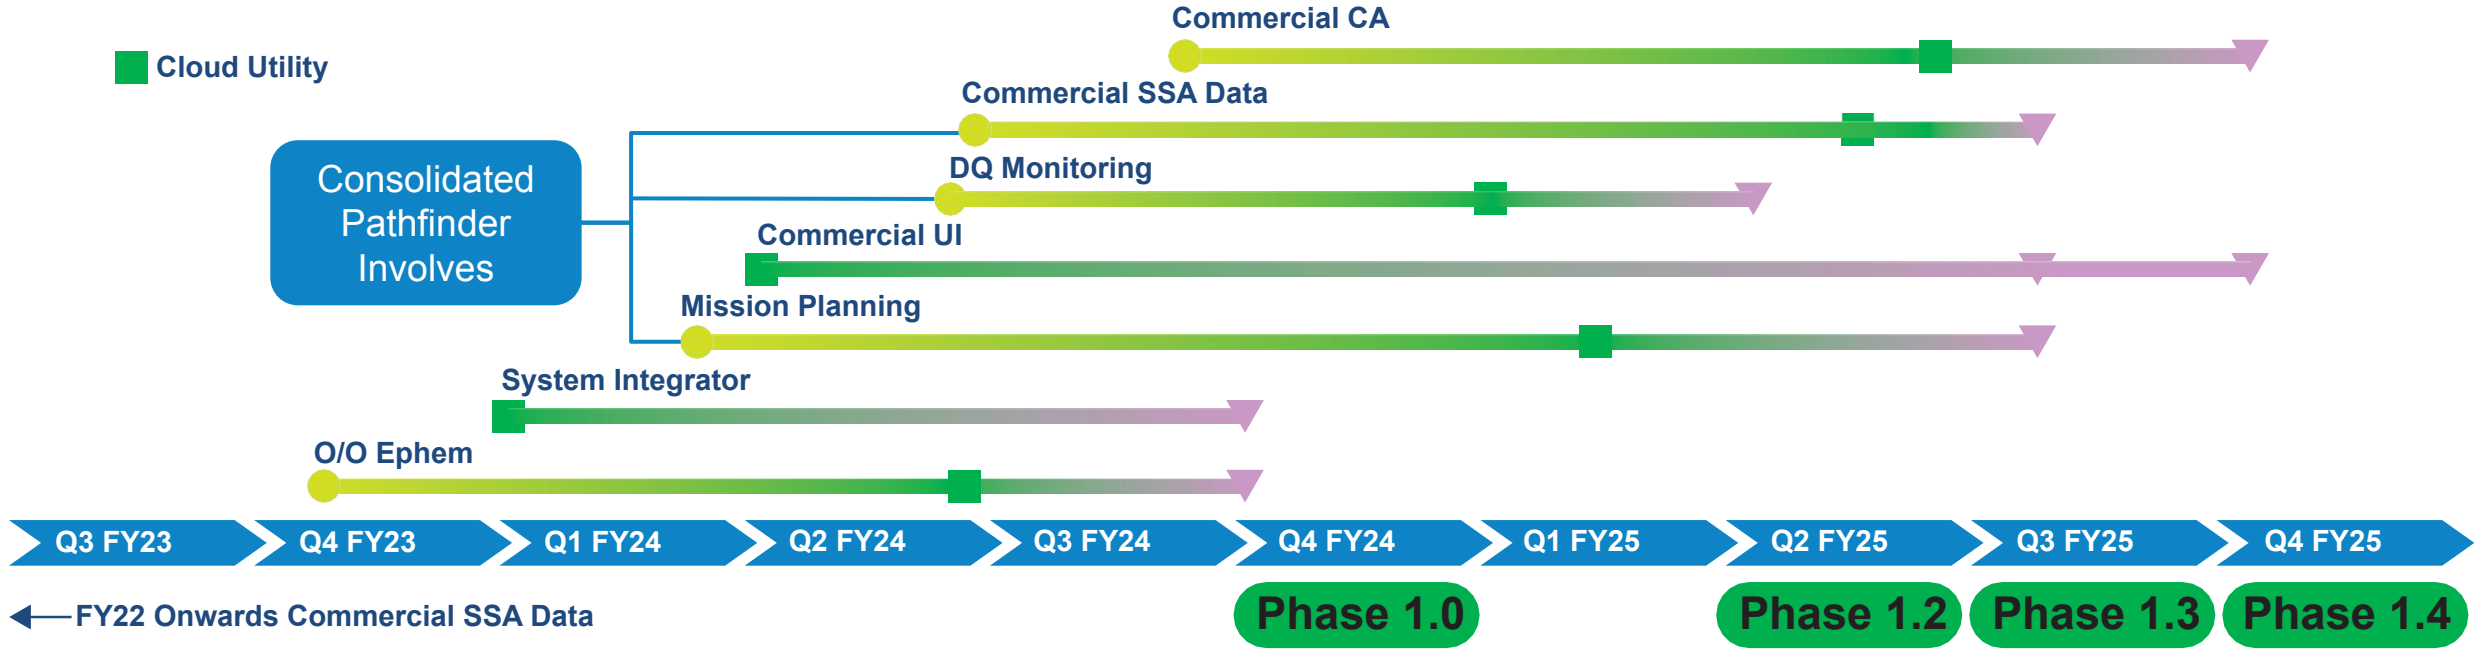 Commercial CA
Cloud Utility
Commercial SSA Data
Consolidated
Pathfinder
Involves
DQ Monitoring
Commercial UI
Mission Planning
System Integrator
O/O Ephem
Q3 FY23
Q4 FY23
Q1 FY24
Q2 FY24
Q3 FY24
Q4 FY24
Q1 FY25
Q2 FY25
Q3 FY25
Q4 FY25
FY22 Onwards Commercial SSA Data
Phase 1.0
Phase 1.2
Phase 1.3
Phase 1.4